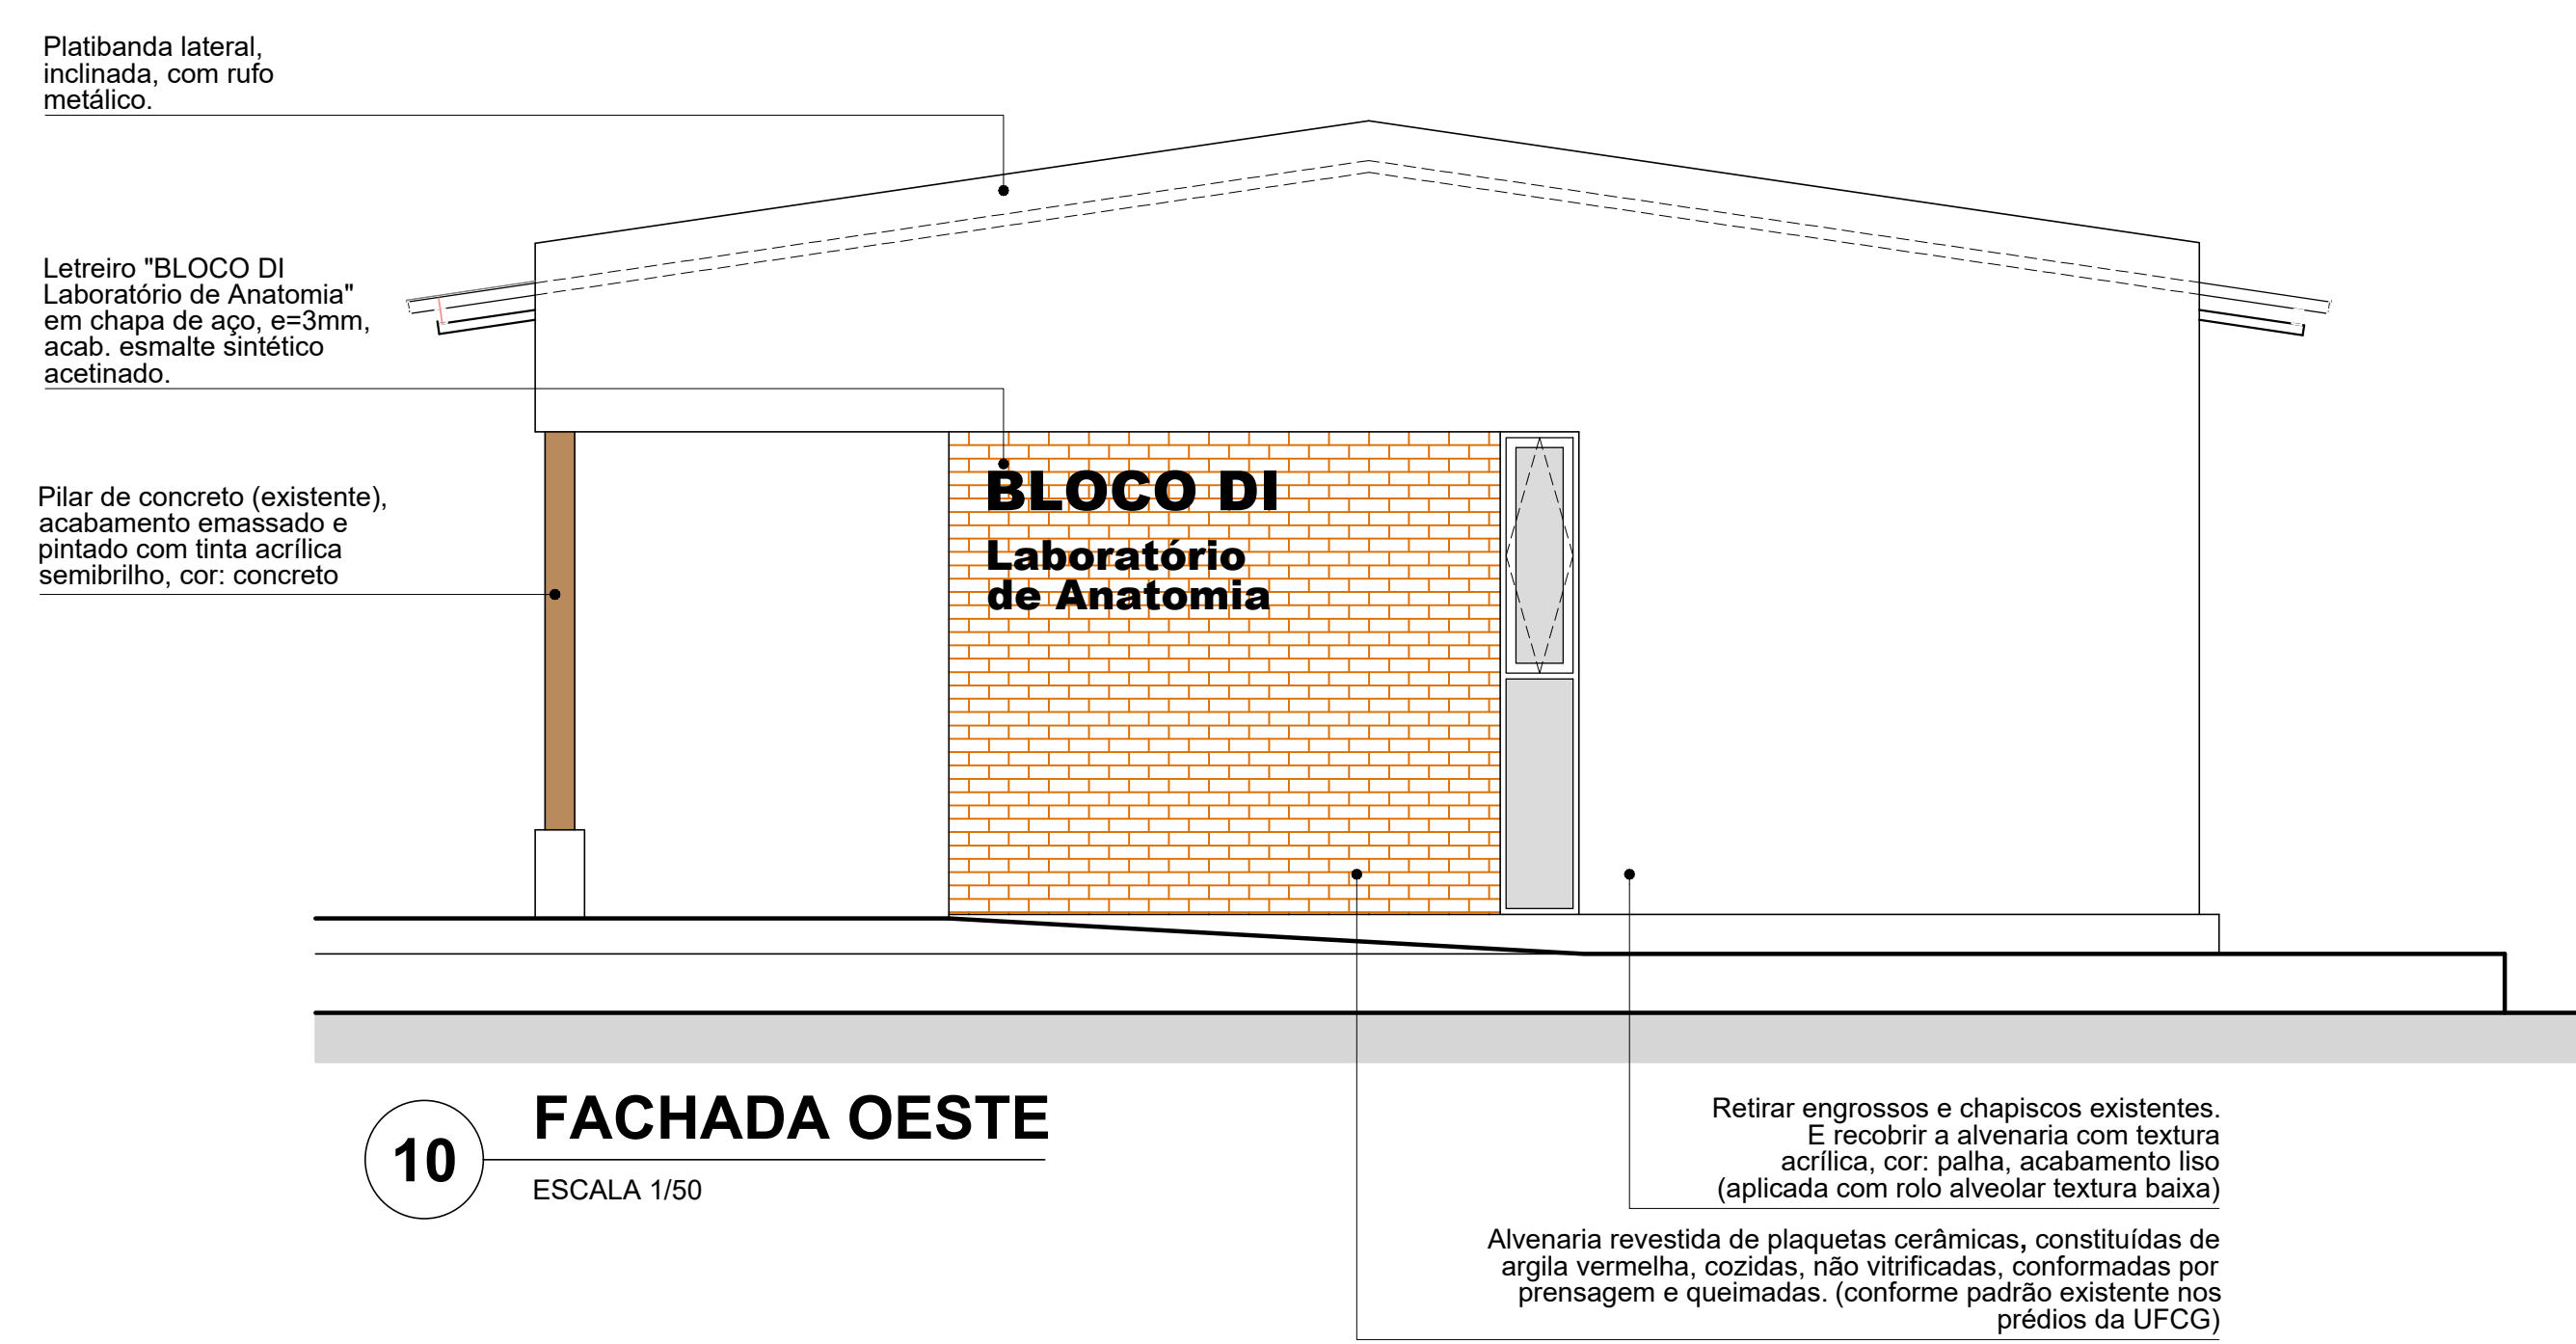 Platibanda lateral,
inclinada, com rufo
metálico.
Letreiro "BLOCO DI
Laboratório de Anatomia"
em chapa de aço, e=3mm,
acab. esmalte sintético
acetinado.
Pilar de concreto (existente),
acabamento emassado e
pintado com tinta acrílica
semibrilho, cor: concreto
BLOCO DI
Laboratório
de Anatomia
10
FACHADA OESTE
ESCALA 1/50
Retirar engrossos e chapiscos existentes.
E recobrir a alvenaria com textura
acrílica, cor: palha, acabamento liso
(aplicada com rolo alveolar textura baixa)
Alvenaria revestida de plaquetas cerâmicas, constituídas de
argila vermelha, cozidas, não vitrificadas, conformadas por
prensagem e queimadas. (conforme padrão existente nos
prédios da UFCG)